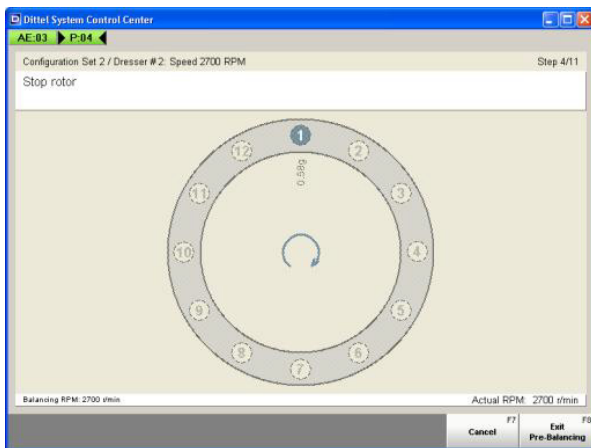 Dittel System Control Center
AE:03 P:04
Configuration Set 2 / Dresser #2: Speed 2700 RPM Step 4/11
Stop rotor
1
2
3
4
5
6
7
8
9
10
11
12
0.58g
Balancing RPM: 2700 r/min Actual RPM: 2700 r/min
F7 F8
Cancel Exit
Pre-Balancing